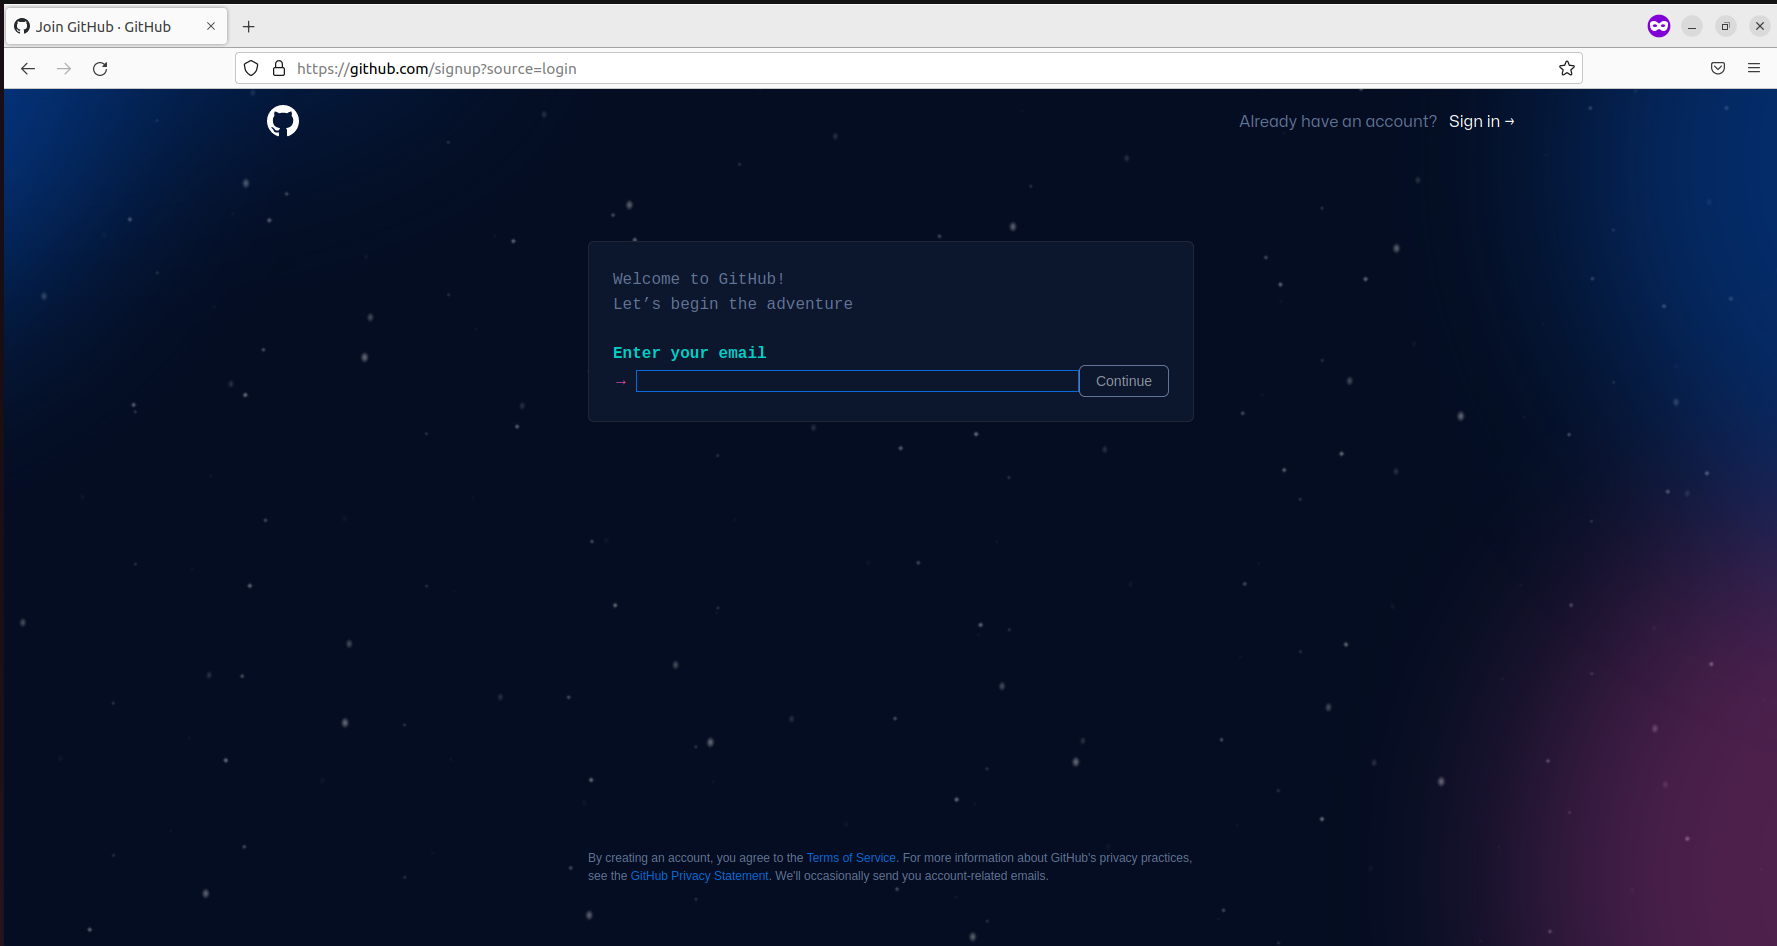 Join GitHub · GitHub
https://github.com/signup?source=login
Already have an account? Sign in →
Welcome to GitHub!
Let’s begin the adventure
Enter your email
→
Continue
By creating an account, you agree to the Terms of Service. For more information about GitHub's privacy practices,
see the GitHub Privacy Statement. We'll occasionally send you account-related emails.